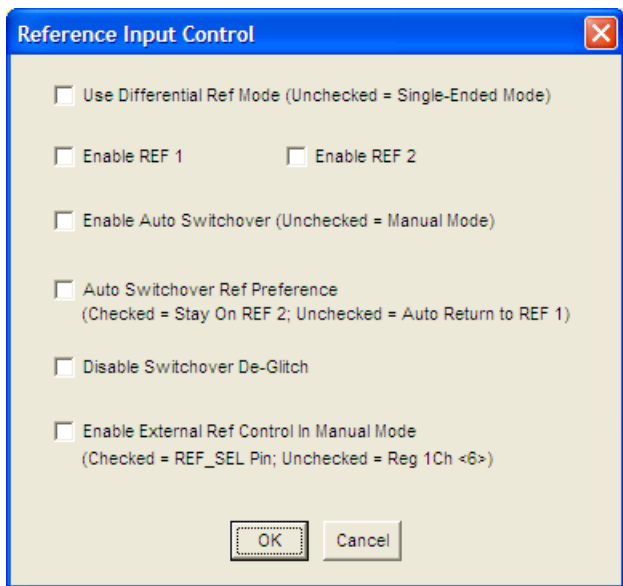 Reference Input Control
Use Differential Ref Mode (Unchecked = Single-Ended Mode)
Enable REF 1
Enable REF 2
Enable Auto Switchover (Unchecked = Manual Mode)
Auto Switchover Ref Preference
(Checked = Stay On REF 2; Unchecked = Auto Return to REF 1)
Disable Switchover De-Glitch
Enable External Ref Control In Manual Mode
(Checked = REF_SEL Pin; Unchecked = Reg 1Ch <6>)
OK
Cancel